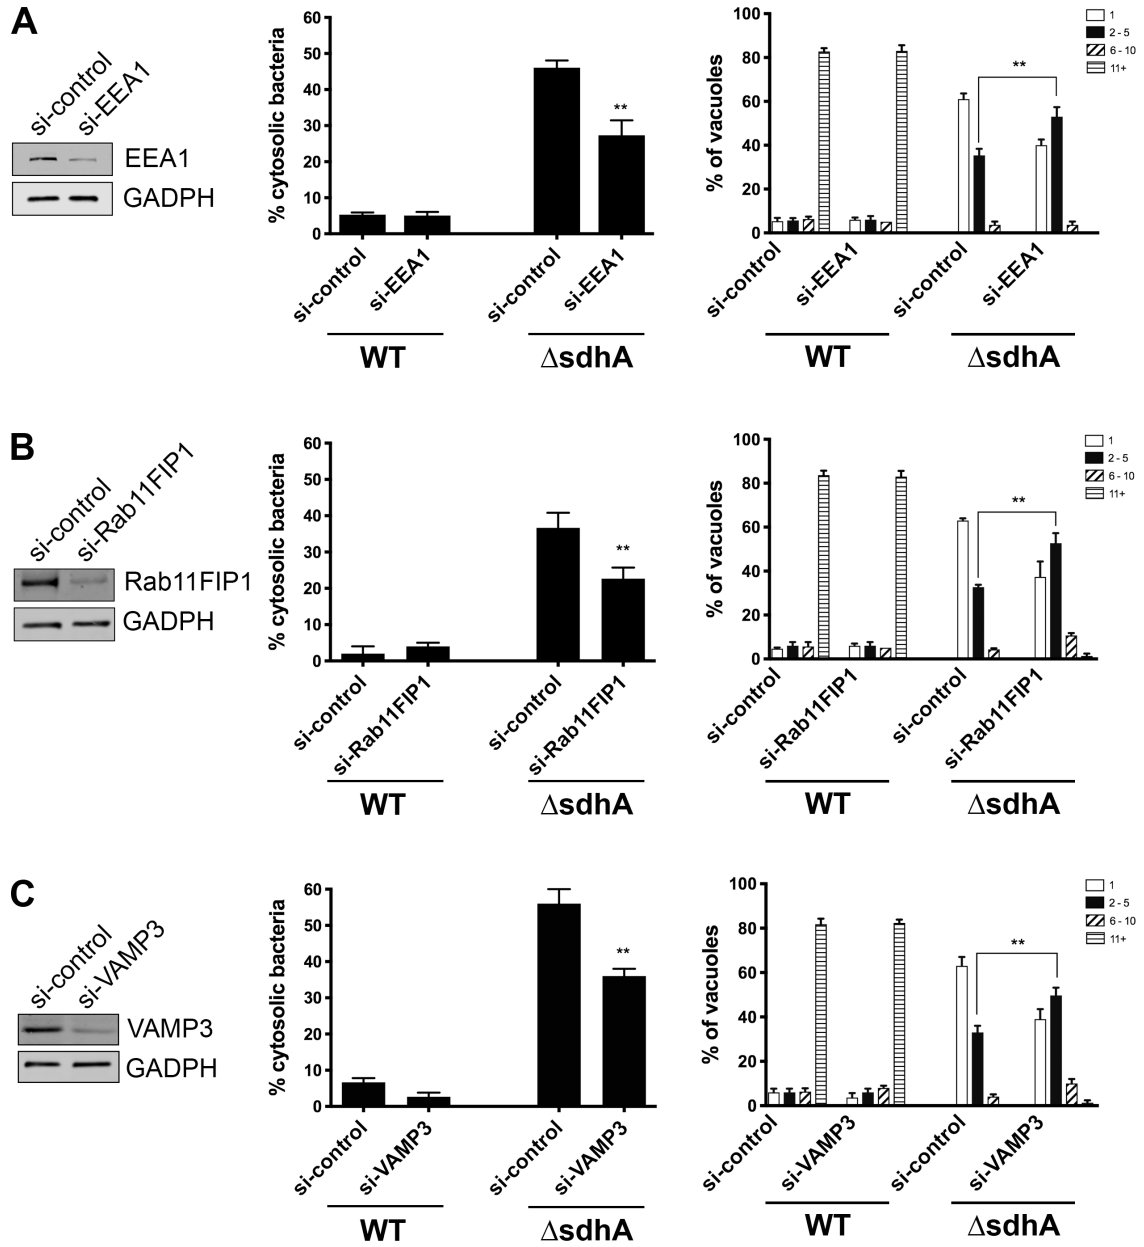 A
si-control
si-EEA1
EEA1
GADPH
% cytosolic bacteria
60
50
40
30
20
10
0
**
si-control
si-EEA1
si-control
si-EEA1
WT
ΔsdhA
% of vacuoles
100
80
60
40
20
0
**
1
2 - 5
6 - 10
11+
si-control
si-EEA1
si-control
si-EEA1
WT
ΔsdhA
B
si-control
si-Rab11FIP1
Rab11FIP1
GADPH
% cytosolic bacteria
60
50
40
30
20
10
0
**
si-control
si-Rab11FIP1
si-control
si-Rab11FIP1
WT
ΔsdhA
% of vacuoles
100
80
60
40
20
0
**
1
2 - 5
6 - 10
11+
si-control
si-Rab11FIP1
si-control
si-Rab11FIP1
WT
ΔsdhA
C
si-control
si-VAMP3
VAMP3
GADPH
% cytosolic bacteria
60
50
40
30
20
10
0
**
si-control
si-VAMP3
si-control
si-VAMP3
WT
ΔsdhA
% of vacuoles
100
80
60
40
20
0
**
1
2 - 5
6 - 10
11+
si-control
si-VAMP3
si-control
si-VAMP3
WT
ΔsdhA